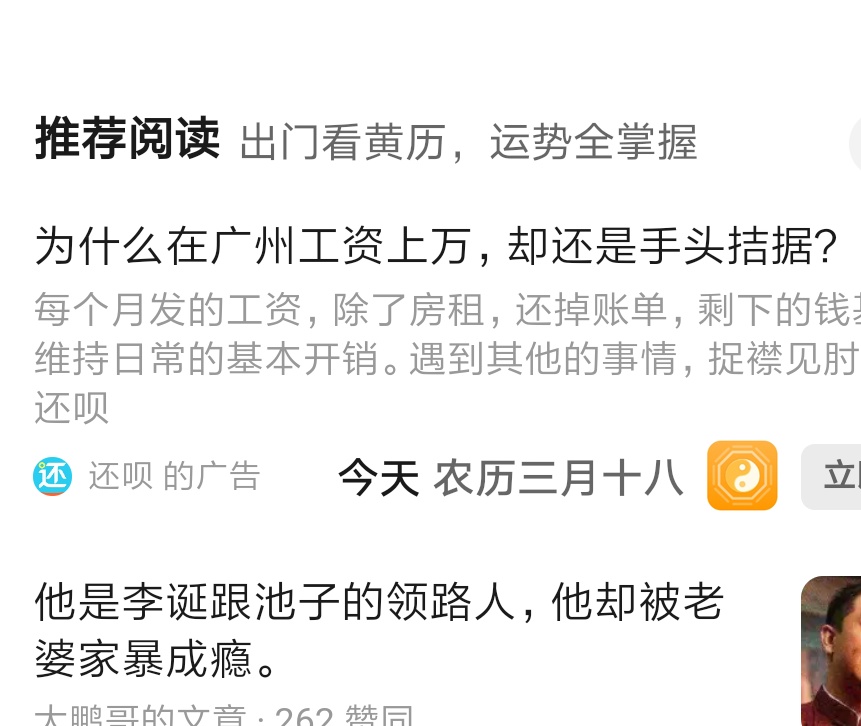 推荐阅读 出门看黄历，运势全掌握
为什么在广州工资上万，却还是手头拮据?
每个月发的工资，除了房租，还掉账单，剩下的钱
维持日常的基本开销。遇到其他的事情，捉襟见肘
还呗
还 还呗 的广告 今天 农历三月十八 立
他是李诞跟池子的领路人，他却被老
婆家暴成瘾。
大鹏哥的文章 · 262 赞同